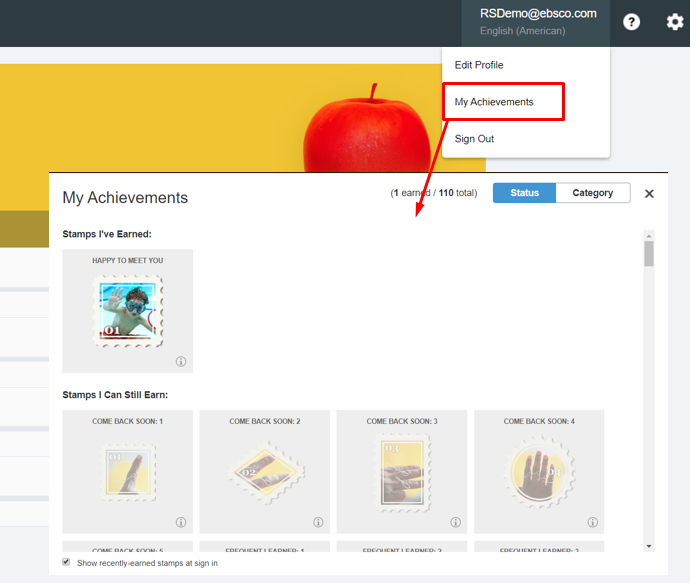 RSDemo@ebsco.com
English (American)
?
Edit Profile
My Achievements
Sign Out
My Achievements
(1 earned / 110 total)
Status
Category
Stamps I've Earned:
HAPPY TO MEET YOU
01
Stamps I Can Still Earn:
COME BACK SOON: 1
COME BACK SOON: 2
COME BACK SOON: 3
COME BACK SOON: 4
01
02
03
COME BACK SOON: 5
FREQUENT LEARNER: 1
FREQUENT LEARNER: 2
FREQUENT LEARNER: 3
Show recently-earned stamps at sign in